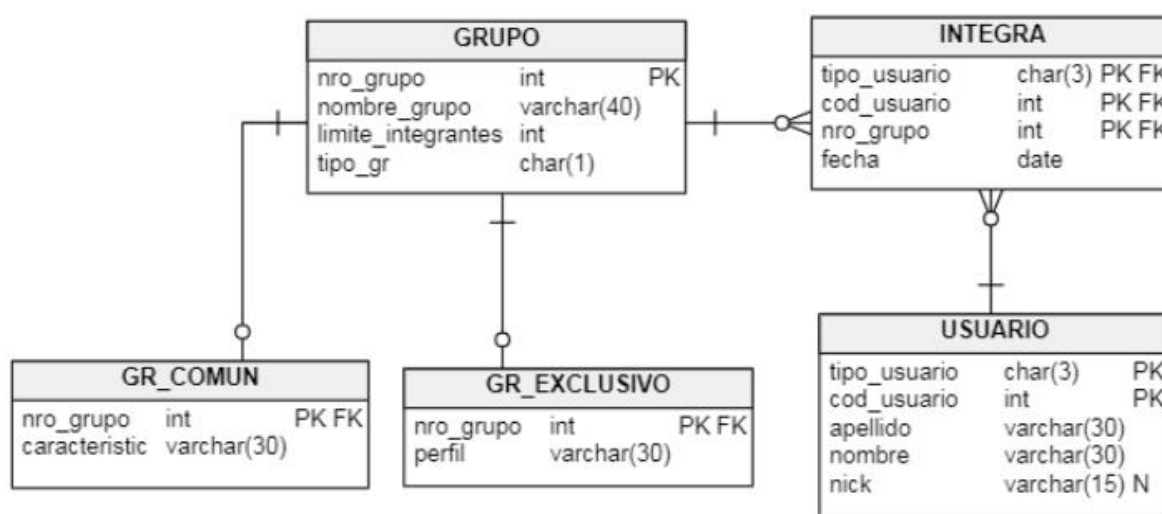 GRUPO
nro_grupo int PK
nombre_grupo varchar(40)
limite_integrantes int
tipo_gr char(1)
INTEGRA
tipo_usuario char(3) PK FK
cod_usuario int PK FK
nro_grupo int PK FK
fecha date
GR_COMUN
nro_grupo int PK FK
caracteristic varchar(30)
GR_EXCLUSIVO
nro_grupo int PK FK
perfil varchar(30)
USUARIO
tipo_usuario char(3) PK
cod_usuario int PK
apellido varchar(30)
nombre varchar(30)
nick varchar(15) N